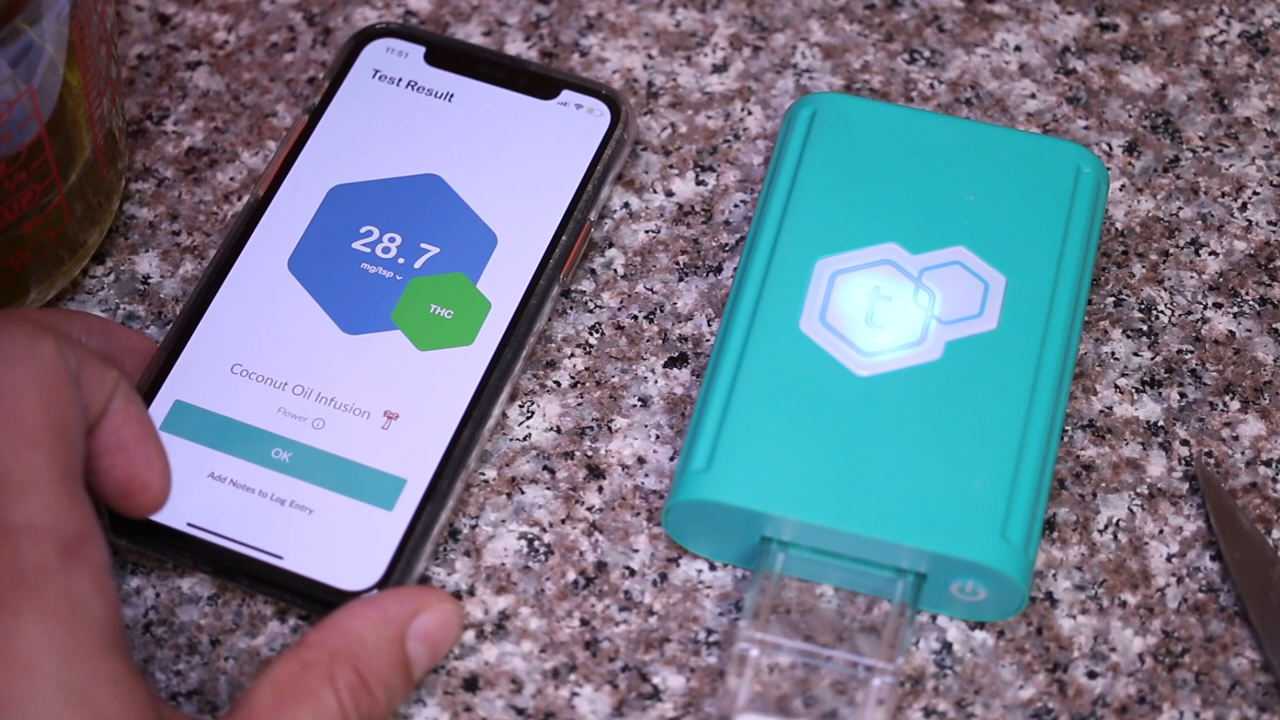 11:51
Test Result
28.7
mg/tsp
THC
Coconut Oil Infusion
Flower
OK
Add Notes to Log Entry
t
CUP